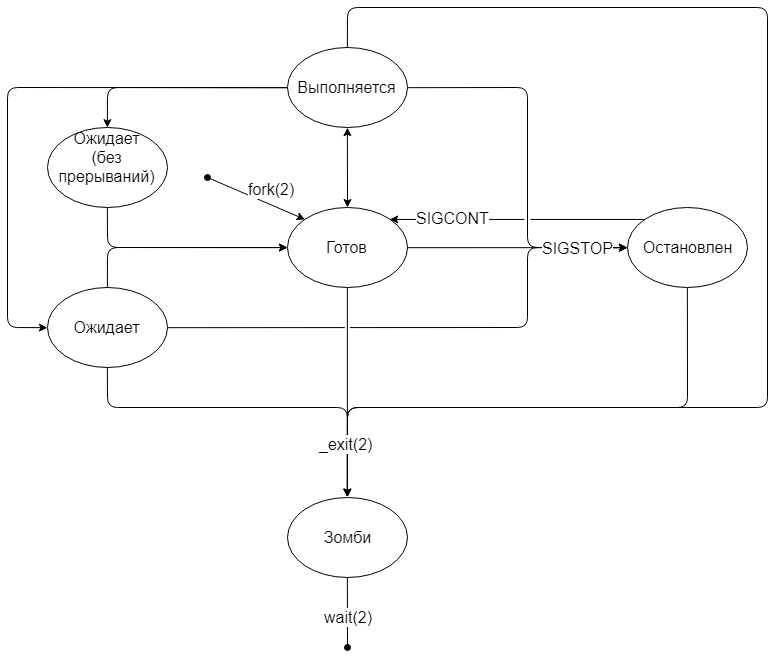 Выполняется
Ожидает
(без
прерываний)
fork(2)
SIGCONT
Готов
SIGSTOP
Остановлен
Ожидает
_exit(2)
Зомби
wait(2)